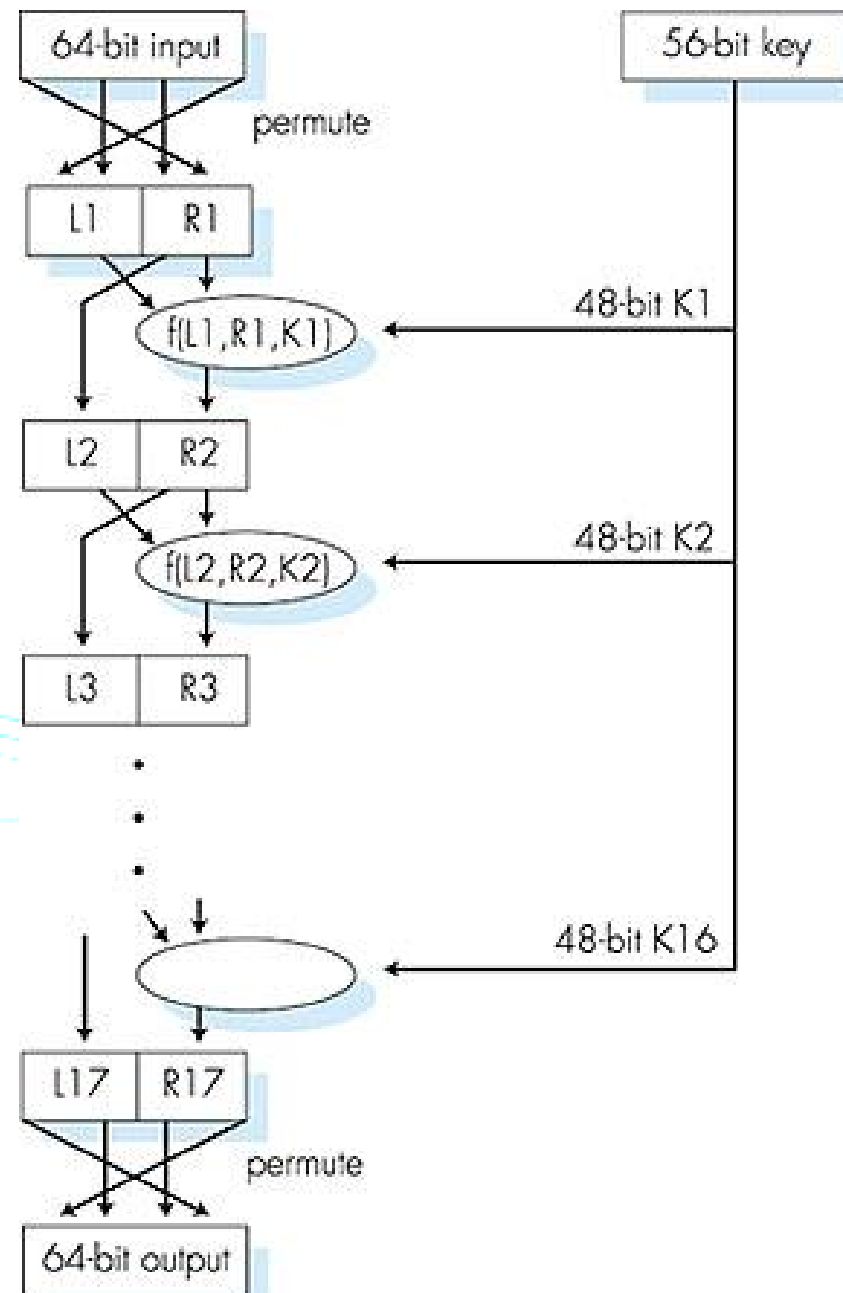 64-bit input
56-bit key
permute
L1 R1
48-bit K1
f(L1,R1,K1)
L2 R2
48-bit K2
f(L2,R2,K2)
L3 R3
48-bit K16
L17 R17
permute
64-bit output